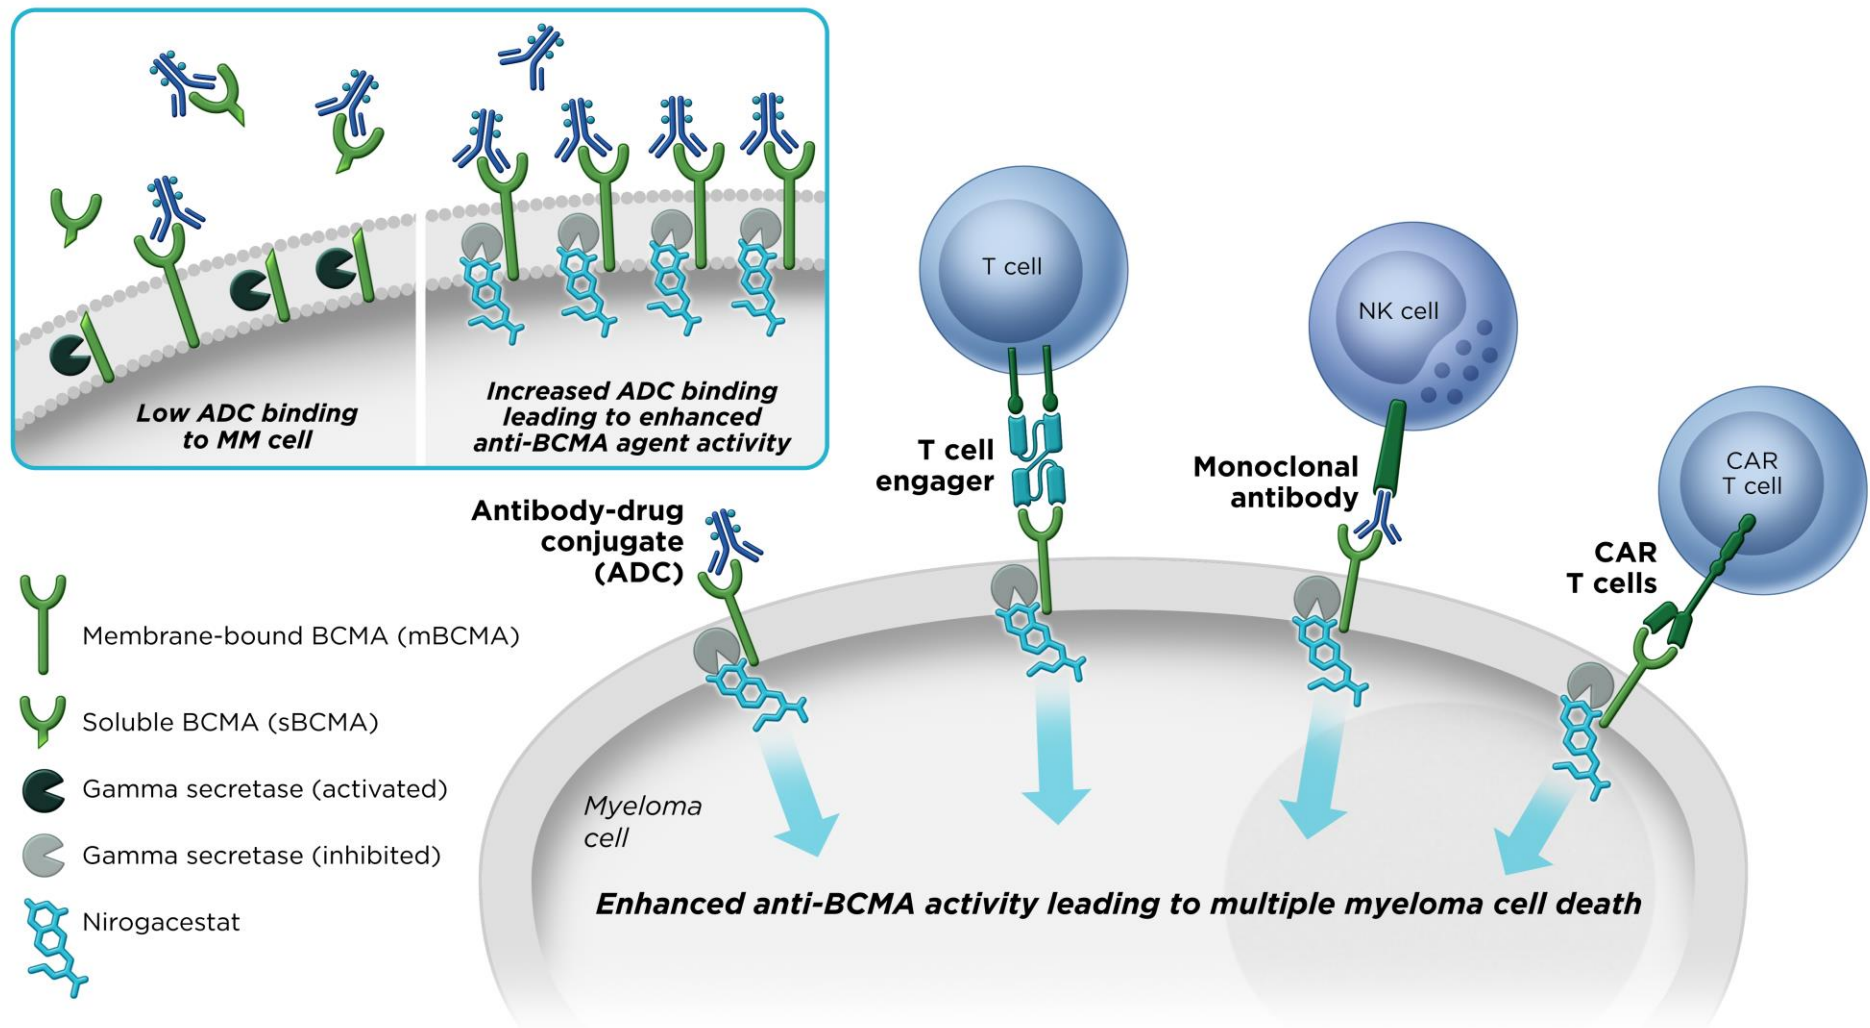 Low ADC binding
to MM cell
Increased ADC binding
leading to enhanced
anti-BCMA agent activity
T cell
NK cell
CAR
T cell
T cell
engager
Monoclonal
antibody
Antibody-drug
conjugate
(ADC)
CAR
T cells
Membrane-bound BCMA (mBCMA)
Soluble BCMA (sBCMA)
Gamma secretase (activated)
Gamma secretase (inhibited)
Nirogacestat
Myeloma
cell
Enhanced anti-BCMA activity leading to multiple myeloma cell death